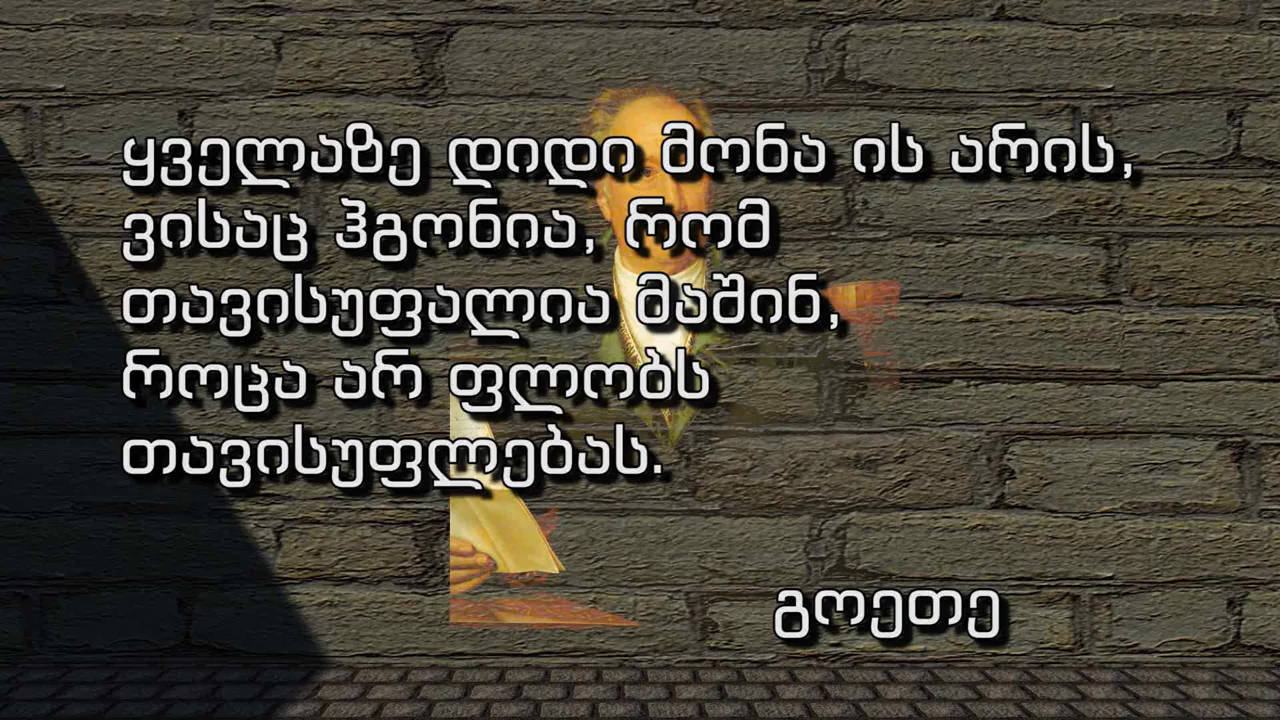 ყველაზე დიდი მონა ის არის,
ვისაც ჰგონია, რომ
თავისუფალია მაშინ,
როცა არ ფლობს
თავისუფლებას.
გოეთე